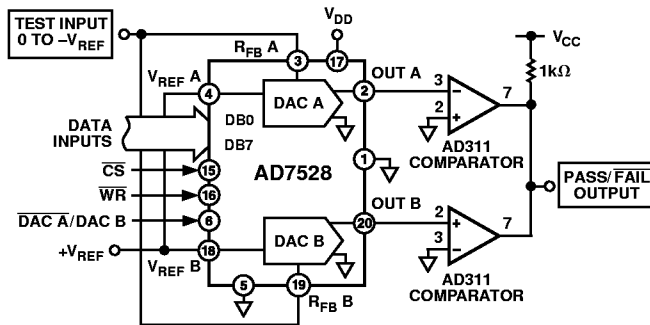 TEST INPUT
0 TO –VREF
VDD
VCC
RFB A
3
17
OUT A
1kΩ
VREF A
4
DAC A
2
3
–
7
2
+
DB0
DATA
INPUTS
DB7
AD311
COMPARATOR
1
CS
15
AD7528
WR
16
PASS/FAIL
OUTPUT
DAC A/DAC B
6
OUT B
20
2
+
7
3
–
+VREF
18
DAC B
VREF B
5
19
RFB B
AD311
COMPARATOR